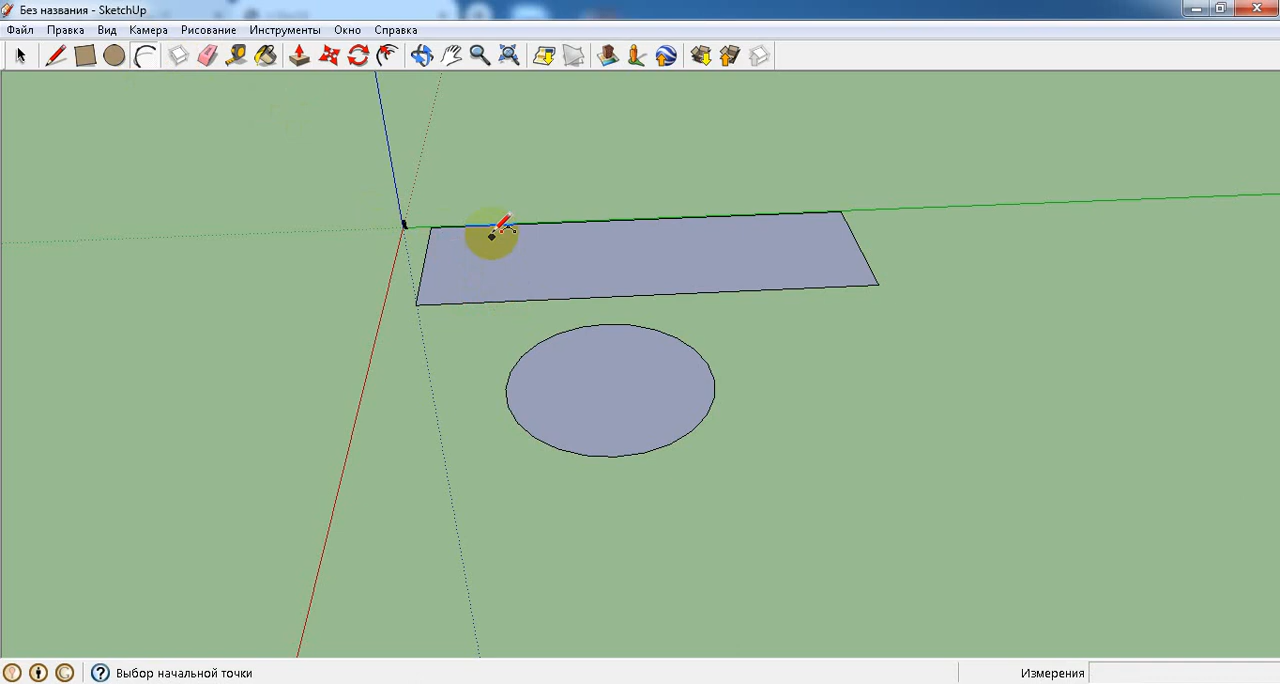 Без названия - SketchUp
Файл Правка Вид Камера Рисование Инструменты Окно Справка
Выбор начальной точки Измерения